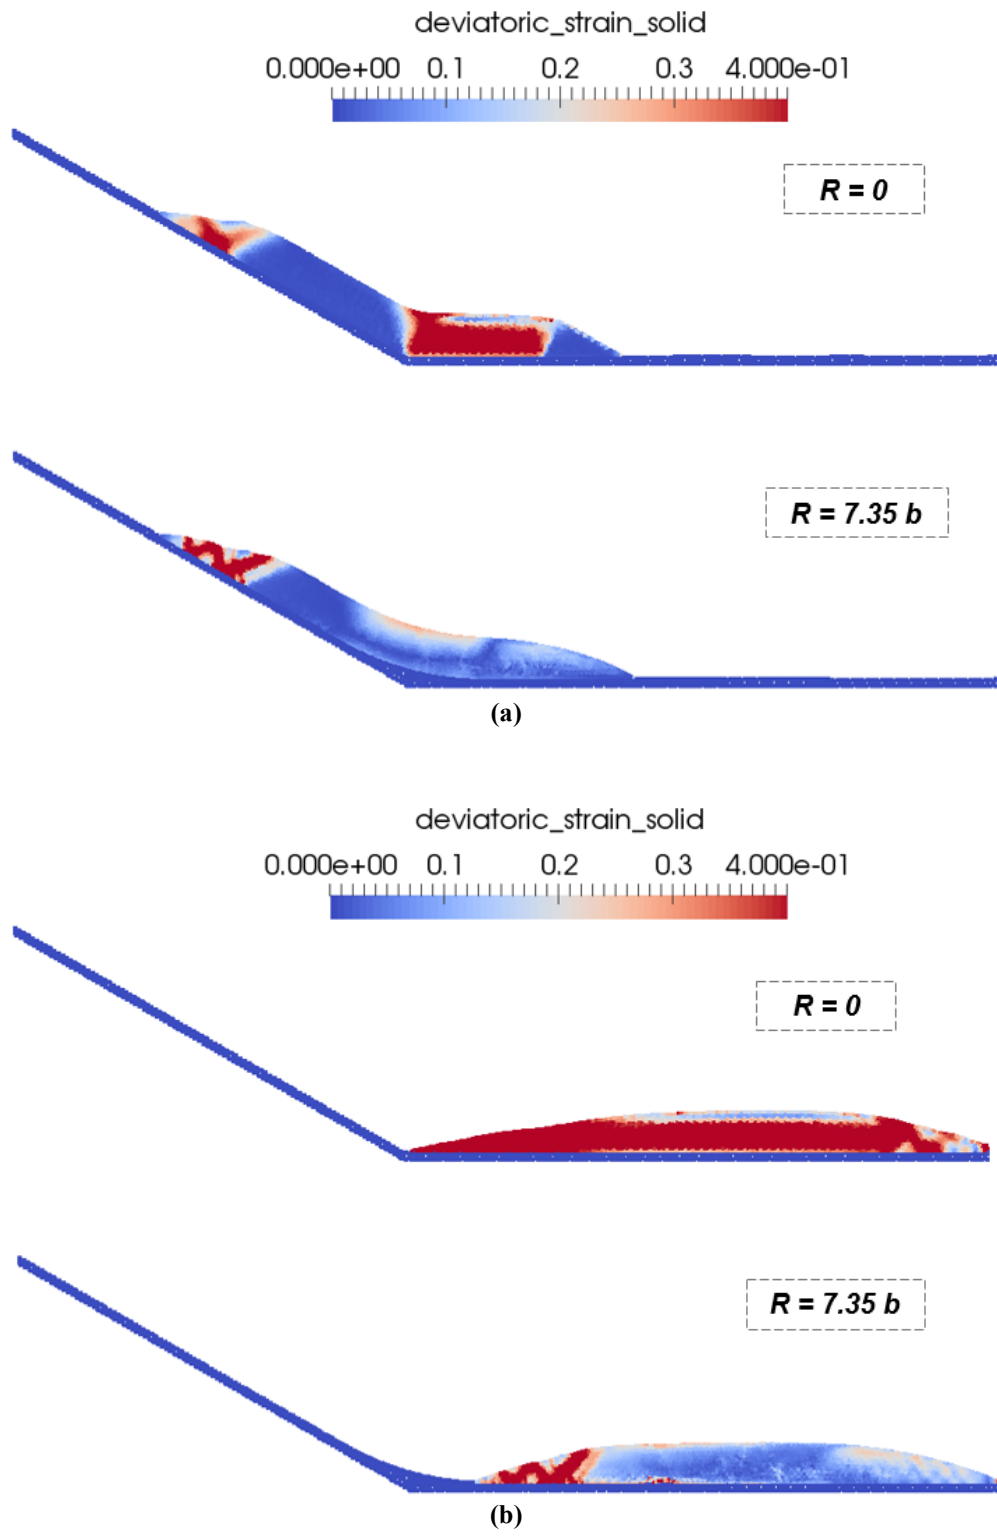 deviatoric_strain_solid
0.000e+00 0.1 0.2 0.3 4.000e-01
R = 0
R = 7.35 b
(a)
deviatoric_strain_solid
0.000e+00 0.1 0.2 0.3 4.000e-01
R = 0
R = 7.35 b
(b)